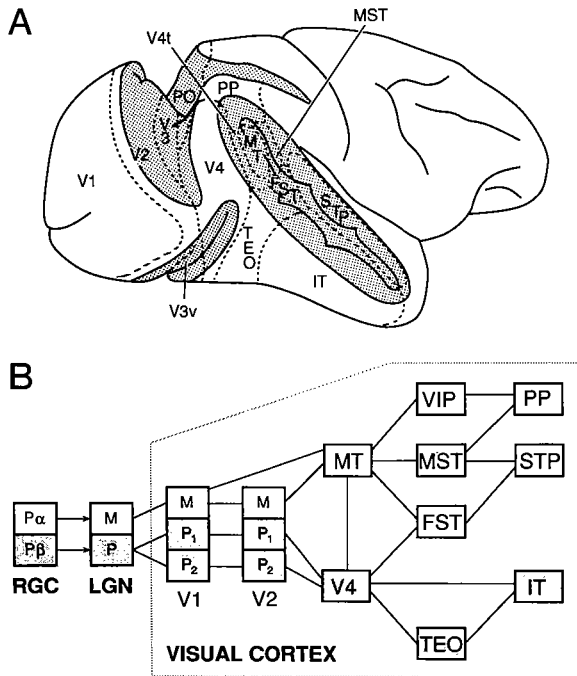 A
V4t
MST
PO
PP
V3
V2
M
T
V4
V1
FST
STP
TEO
IT
V3v
B
VIP
PP
MT
MST
STP
Pα
M
M
M
FST
Pβ
P
P₁
P₁
RGC
LGN
P₂
P₂
V4
IT
V1
V2
TEO
VISUAL CORTEX